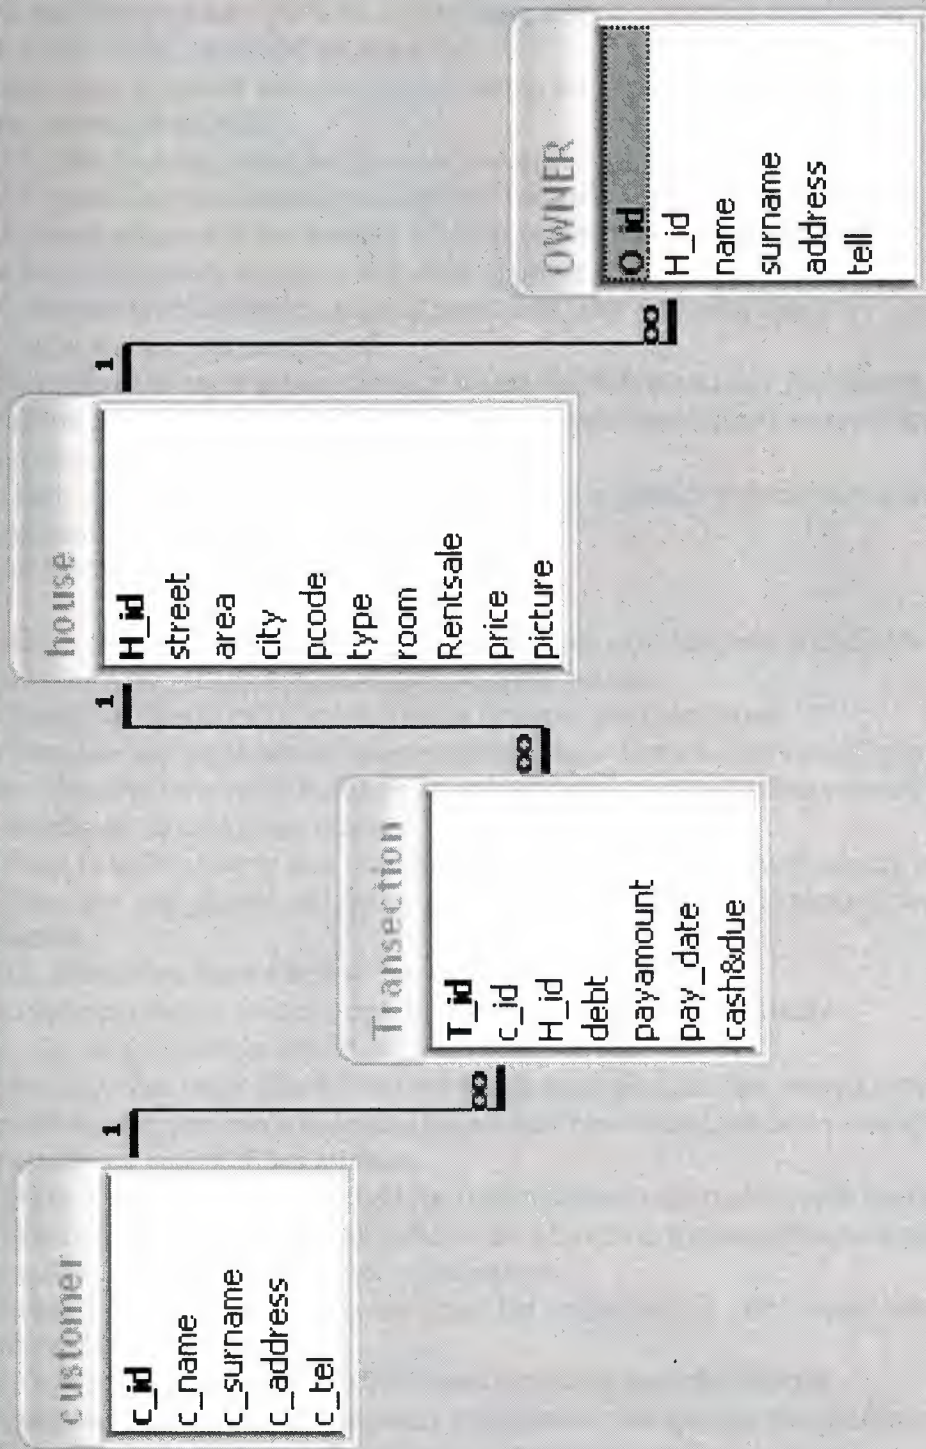 customer
c_id
c_name
c_surname
c_address
c_tel
1
∞
Transection
T_id
c_id
H_id
debt
payamount
pay_date
cash&due
1
∞
house
H_id
street
area
city
pcode
type
room
Rentsale
price
picture
1
∞
OWNER
O_id
H_id
name
surname
address
tell